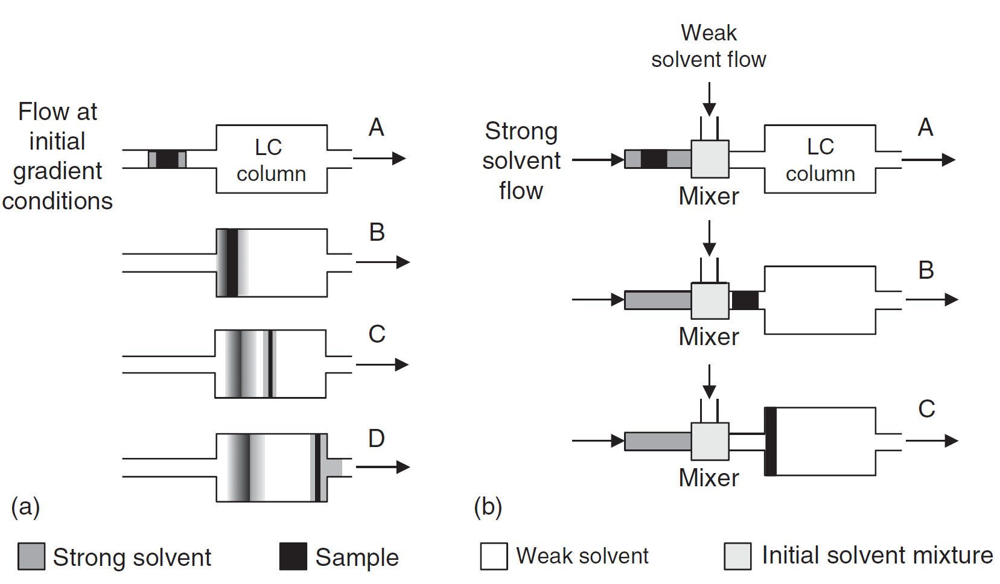 Flow at
initial
gradient
conditions
LC
column
A
B
C
D
(a)
Weak
solvent flow
Strong
solvent
flow
Mixer
LC
column
A
Mixer
B
Mixer
C
(b)
Strong solvent
Sample
Weak solvent
Initial solvent mixture